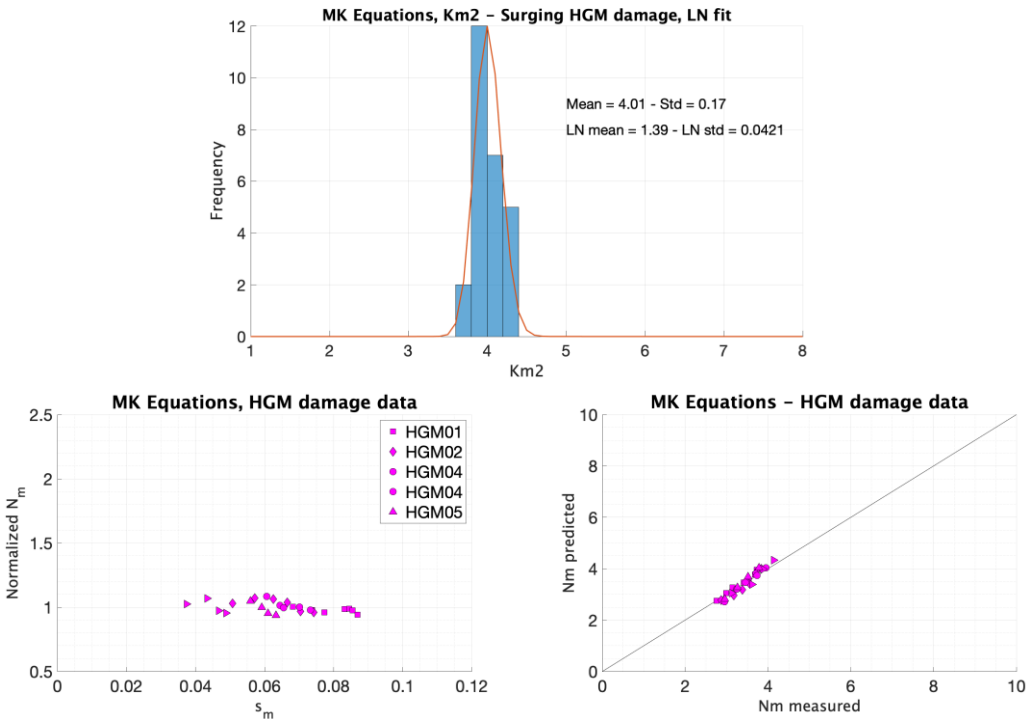 MK Equations, Km2 – Surging HGM damage, LN fit
12
10
8
6
4
2
0
Frequency
Mean = 4.01 - Std = 0.17
LN mean = 1.39 - LN std = 0.0421
1 2 3 4 5 6 7 8
Km2
MK Equations, HGM damage data
2.5
2
1.5
1
0.5
Normalized N_m
HGM01
HGM02
HGM04
HGM04
HGM05
0 0.02 0.04 0.06 0.08 0.1 0.12
s_m
MK Equations – HGM damage data
10
8
6
4
2
0
Nm predicted
0 2 4 6 8 10
Nm measured